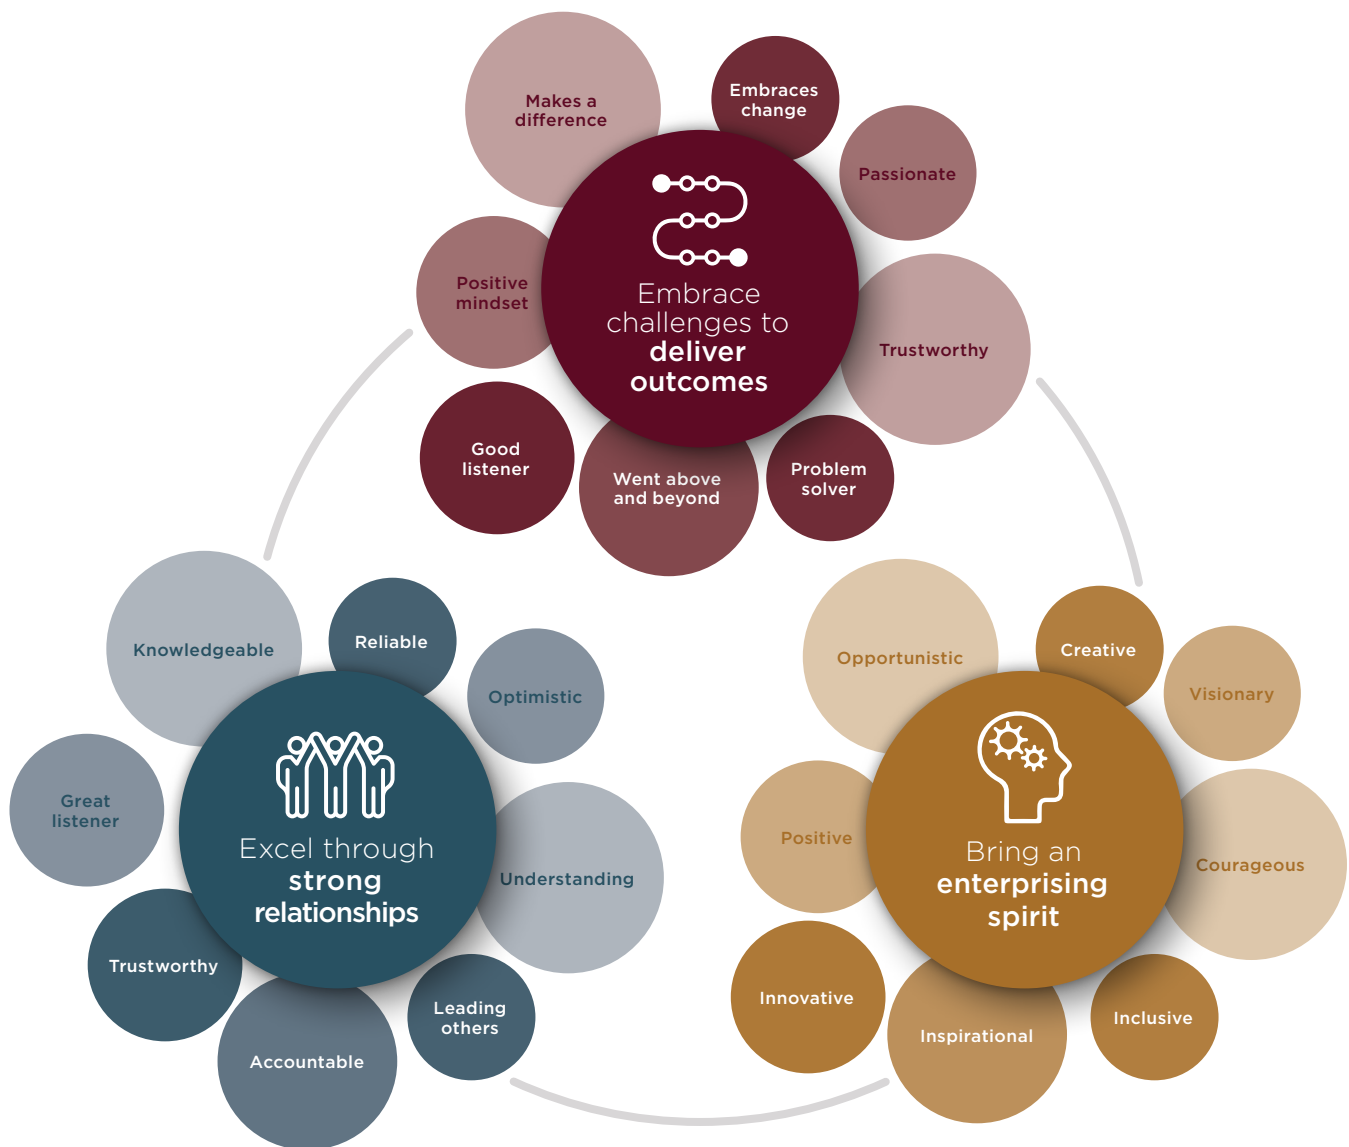 Makes a
difference
Embraces
change
Passionate
Positive
mindset
Embrace
challenges to
deliver
outcomes
Trustworthy
Good
listener
Went above
and beyond
Problem
solver
Knowledgeable
Reliable
Optimistic
Great
listener
Excel through
strong
relationships
Understanding
Trustworthy
Accountable
Leading
others
Opportunistic
Creative
Visionary
Positive
Bring an
enterprising
spirit
Courageous
Innovative
Inspirational
Inclusive